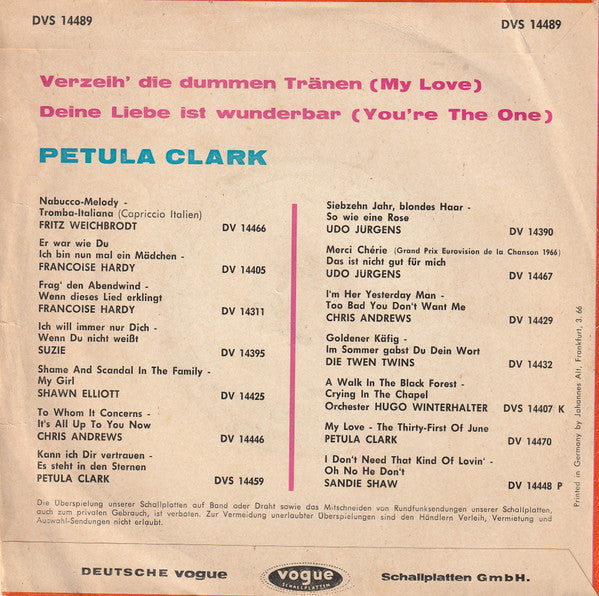 DVS 14489
DVS 14489
Verzeih' die dummen Tränen (My Love)
Deine Liebe ist wunderbar (You're The One)
PETULA CLARK
Nabucco-Melody -
Tromba-Italiana (Capriccio Italien)
FRITZ WEICHBRODT DV 14466
Er war wie Du
Ich bin nun mal ein Mädchen -
FRANCOISE HARDY DV 14405
Frag' den Abendwind -
Wenn dieses Lied erklingt
FRANCOISE HARDY DV 14311
Ich will immer nur Dich -
Wenn Du nicht weißt
SUZIE DV 14395
Shame And Scandal In The Family -
My Girl
SHAWN ELLIOTT DV 14425
To Whom It Concerns -
It's All Up To You Now
CHRIS ANDREWS DV 14446
Kann ich Dir vertrauen -
Es steht in den Sternen
PETULA CLARK DVS 14459
Siebzehn Jahr, blondes Haar -
So wie eine Rose
UDO JURGENS DV 14390
Merci Chérie (Grand Prix Eurovision de la Chanson 1966)
Das ist nicht gut für mich
UDO JURGENS DV 14467
I'm Her Yesterday Man -
Too Bad You Don't Want Me
CHRIS ANDREWS DV 14429
Goldener Käfig -
Im Sommer gabst Du Dein Wort
DIE TWEN TWINS DV 14432
A Walk In The Black Forest -
Crying In The Chapel
Orchester HUGO WINTERHALTER DVS 14407 K
My Love - The Thirty-First Of June
PETULA CLARK DV 14470
I Don't Need That Kind Of Lovin' -
Oh No He Don't
SANDIE SHAW DV 14448 P
Printed in Germany by Johannes Alt, Frankfurt, 3. 66
Die Überspielung unserer Schallplatten auf Band oder Draht sowie das Mitschneiden von Rundfunksendungen unserer Schallplatten,
auch zum privaten Gebrauch, ist verboten. Zur Vermeidung unerlaubter Überspielungen sind den Händlern Verleih, Vermietung und
Auswahl-Sendungen nicht erlaubt.
DEUTSCHE vogue
vogue
SCHALLPLATTEN
Schallplatten GmbH.